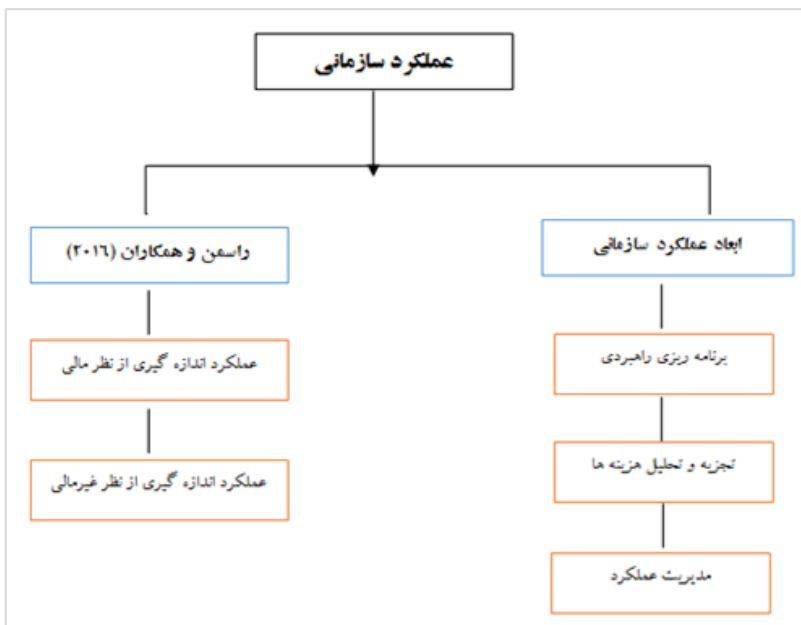 عملکرد سازمانی
ابعاد عملکرد سازمانی
برنامه ریزی راهبردی
تجزیه و تحلیل هزینه ها
مدیریت عملکرد
راسمن و همکاران (۲۰۱٦)
عملکرد اندازه گیری از نظر مالی
عملکرد اندازه گیری از نظر غیرمالی